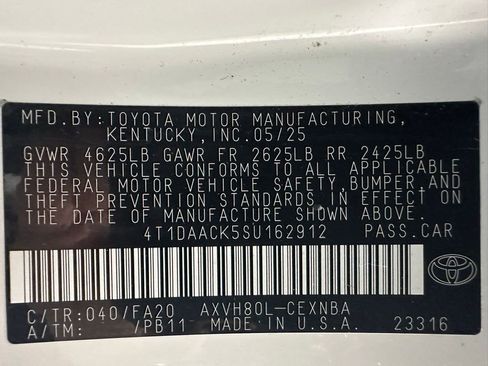 MFD.BY:TOYOTA MOTOR MANUFACTURING,
KENTUCKY,INC.05/25
GVWR 4625LB GAWR FR 2625LB RR 2425LB
THIS VEHICLE CONFORMS TO ALL APPLICABLE
FEDERAL MOTOR VEHICLE SAFETY,BUMPER,AND
THEFT PREVENTION STANDARDS IN EFFECT ON
THE DATE OF MANUFACTURE SHOWN ABOVE.
4T1DAACK5SU162912 PASS.CAR
C/TR:040/FA20 AXVH80L-CEXNBA
A/TM: /PB11 MADE IN U.S.A. 23316